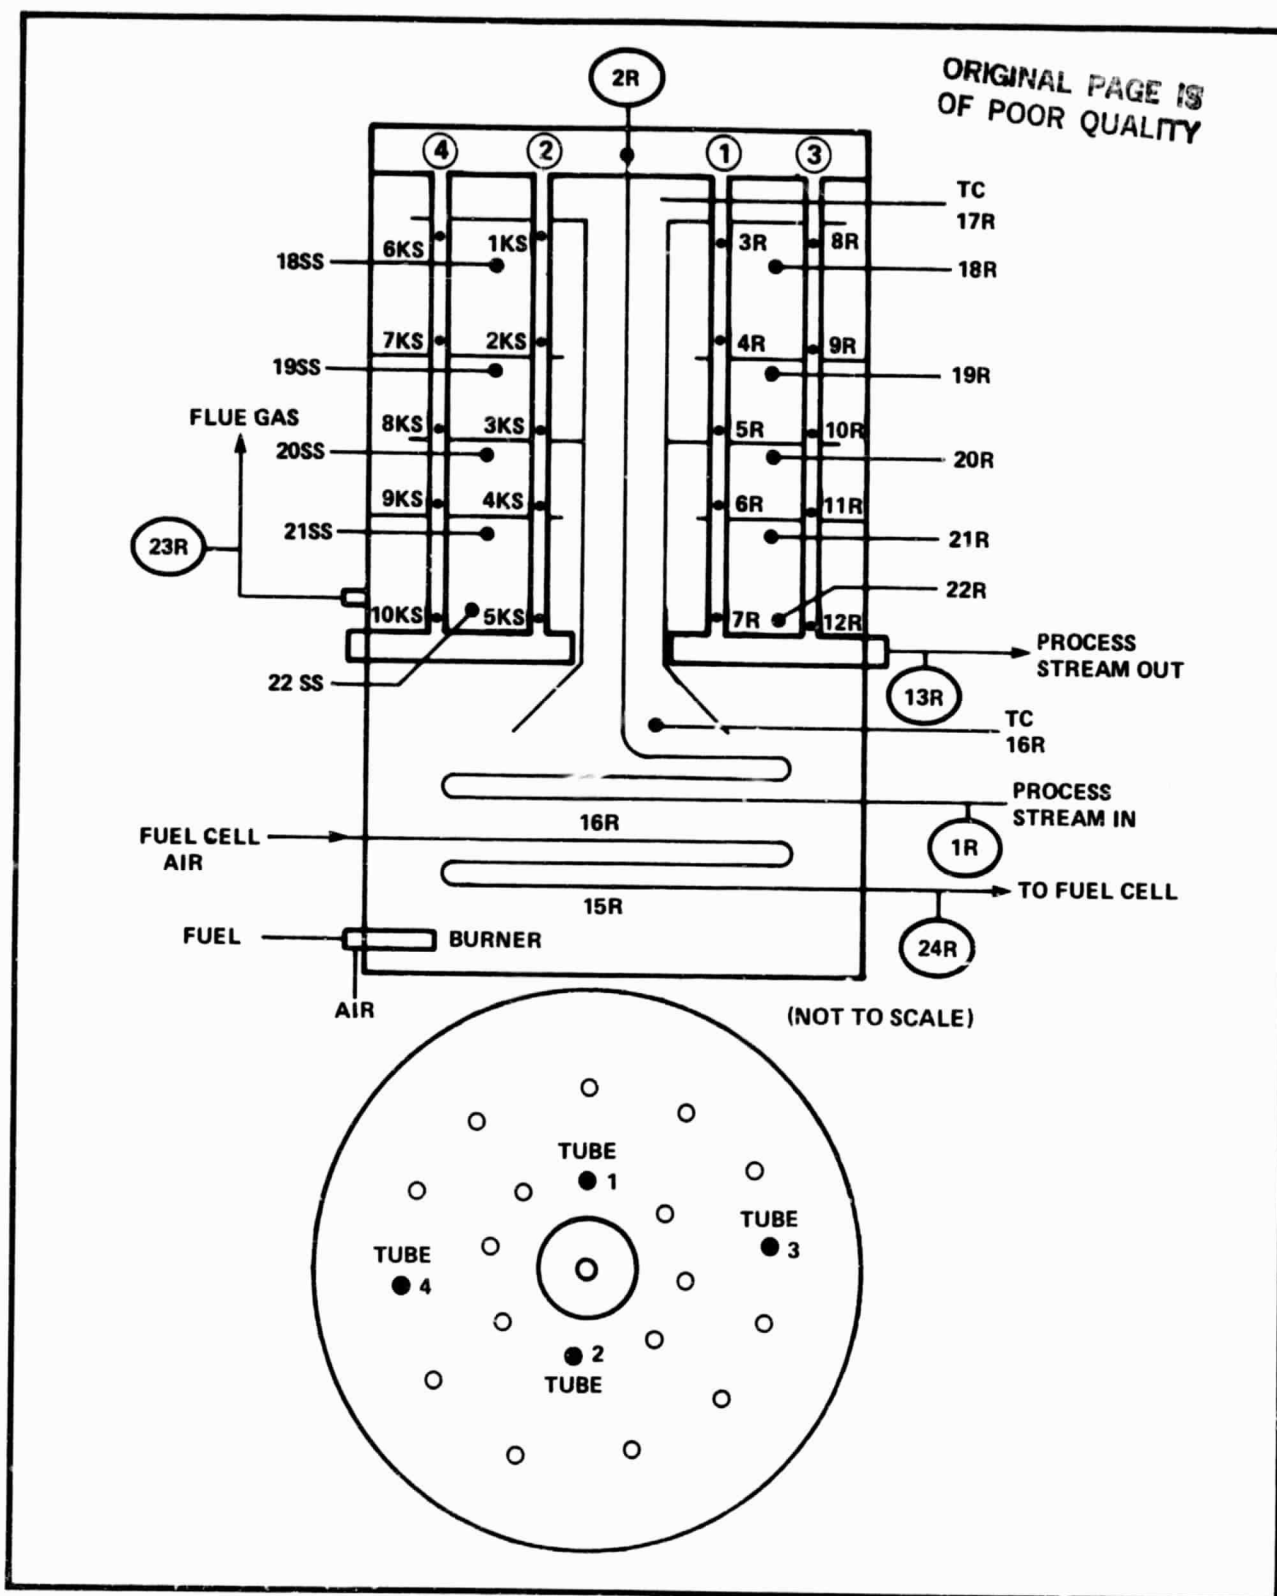 ORIGINAL PAGE IS
OF POOR QUALITY
2R
4
2
1
3
TC
17R
6KS
1KS
3R
8R
18SS
18R
7KS
2KS
4R
9R
19SS
19R
FLUE GAS
8KS
3KS
5R
10R
20SS
20R
9KS
4KS
6R
11R
21SS
21R
23R
22R
10KS
5KS
7R
12R
PROCESS
STREAM OUT
22 SS
13R
TC
16R
PROCESS
STREAM IN
16R
FUEL CELL
AIR
1R
TO FUEL CELL
15R
FUEL
BURNER
24R
AIR
(NOT TO SCALE)
TUBE
1
TUBE
3
TUBE
4
2
TUBE